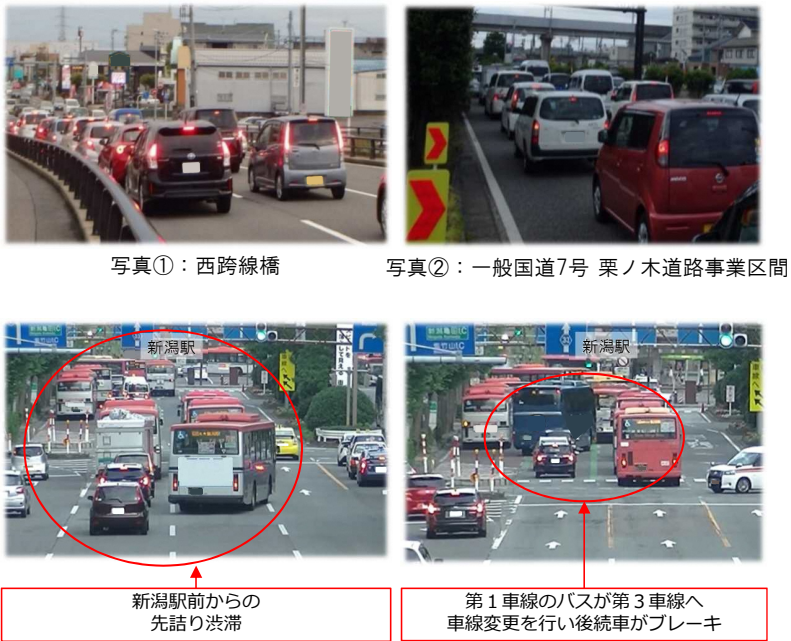 写真①：西跨線橋
写真②：一般国道7号 栗ノ木道路事業区間
新潟駅
新潟駅
新潟駅前からの
先詰り渋滞
第１車線のバスが第３車線へ
車線変更を行い後続車がブレーキ